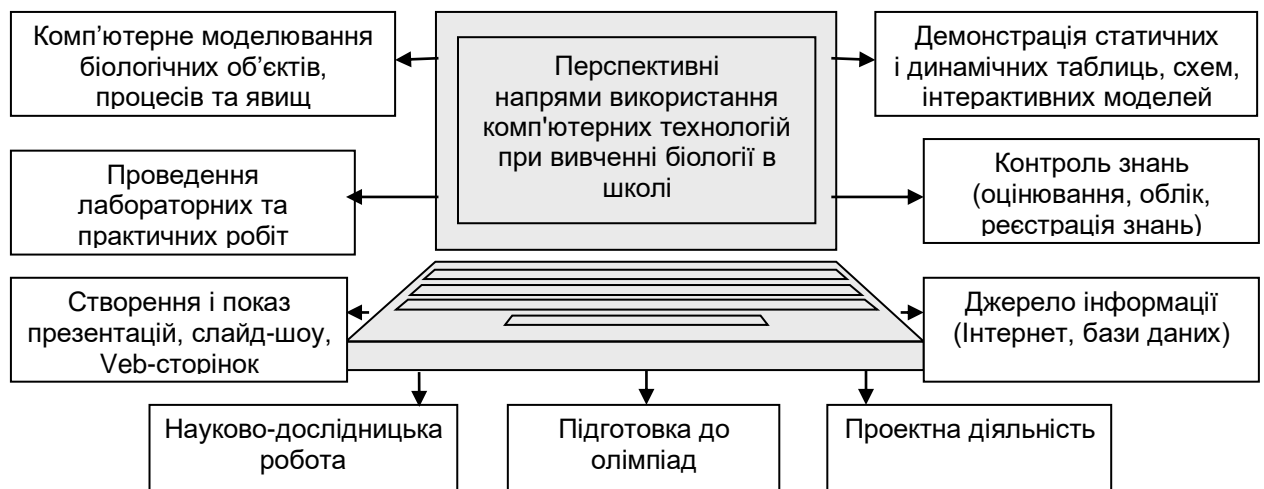 Комп’ютерне моделювання
біологічних об’єктів,
процесів та явищ
Перспективні
напрями використання
комп'ютерних технологій
при вивченні біології в
школі
Демонстрація статичних
і динамічних таблиць, схем,
інтерактивних моделей
Проведення
лабораторних та
практичних робіт
Контроль знань
(оцінювання, облік,
реєстрація знань)
Створення і показ
презентацій, слайд-шоу,
Veb-сторінок
Джерело інформації
(Інтернет, бази даних)
Науково-дослідницька
робота
Підготовка до
олімпіад
Проектна діяльність